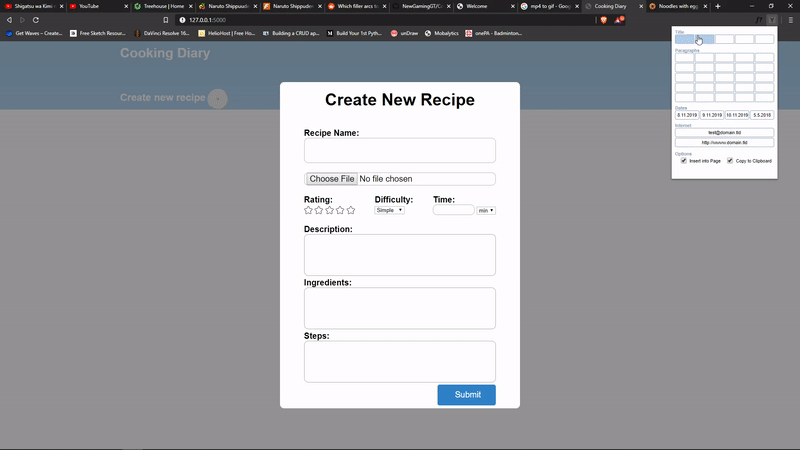 Shigatsu wa Kimi
YouTube
Treehouse | Home
Naruto Shippuuden
Naruto Shippuden
Which filler arcs to
NewGamingGT/C
Welcome
mp4 to gif - Goog
Cooking Diary
Noodles with egg
127.0.0.1:5000
Get Waves – Create
Free Sketch Resour...
DaVinci Resolve 16...
HelioHost | Free Ho...
Building a CRUD ap...
Build Your 1st Pyth...
unDraw
Mobalytics
onePA - Badminton...
Cooking Diary
Create new recipe +
Create New Recipe
Recipe Name:
Choose File No file chosen
Rating: Difficulty: Time:
Simple min
Description:
Ingredients:
Steps:
Submit
Title
Paragraphs
Dates
8.11.2019 9.11.2019 10.11.2019 5.5.2018
Internet
test@domain.tld
http://www.domain.tld
Options
Insert into Page Copy to Clipboard